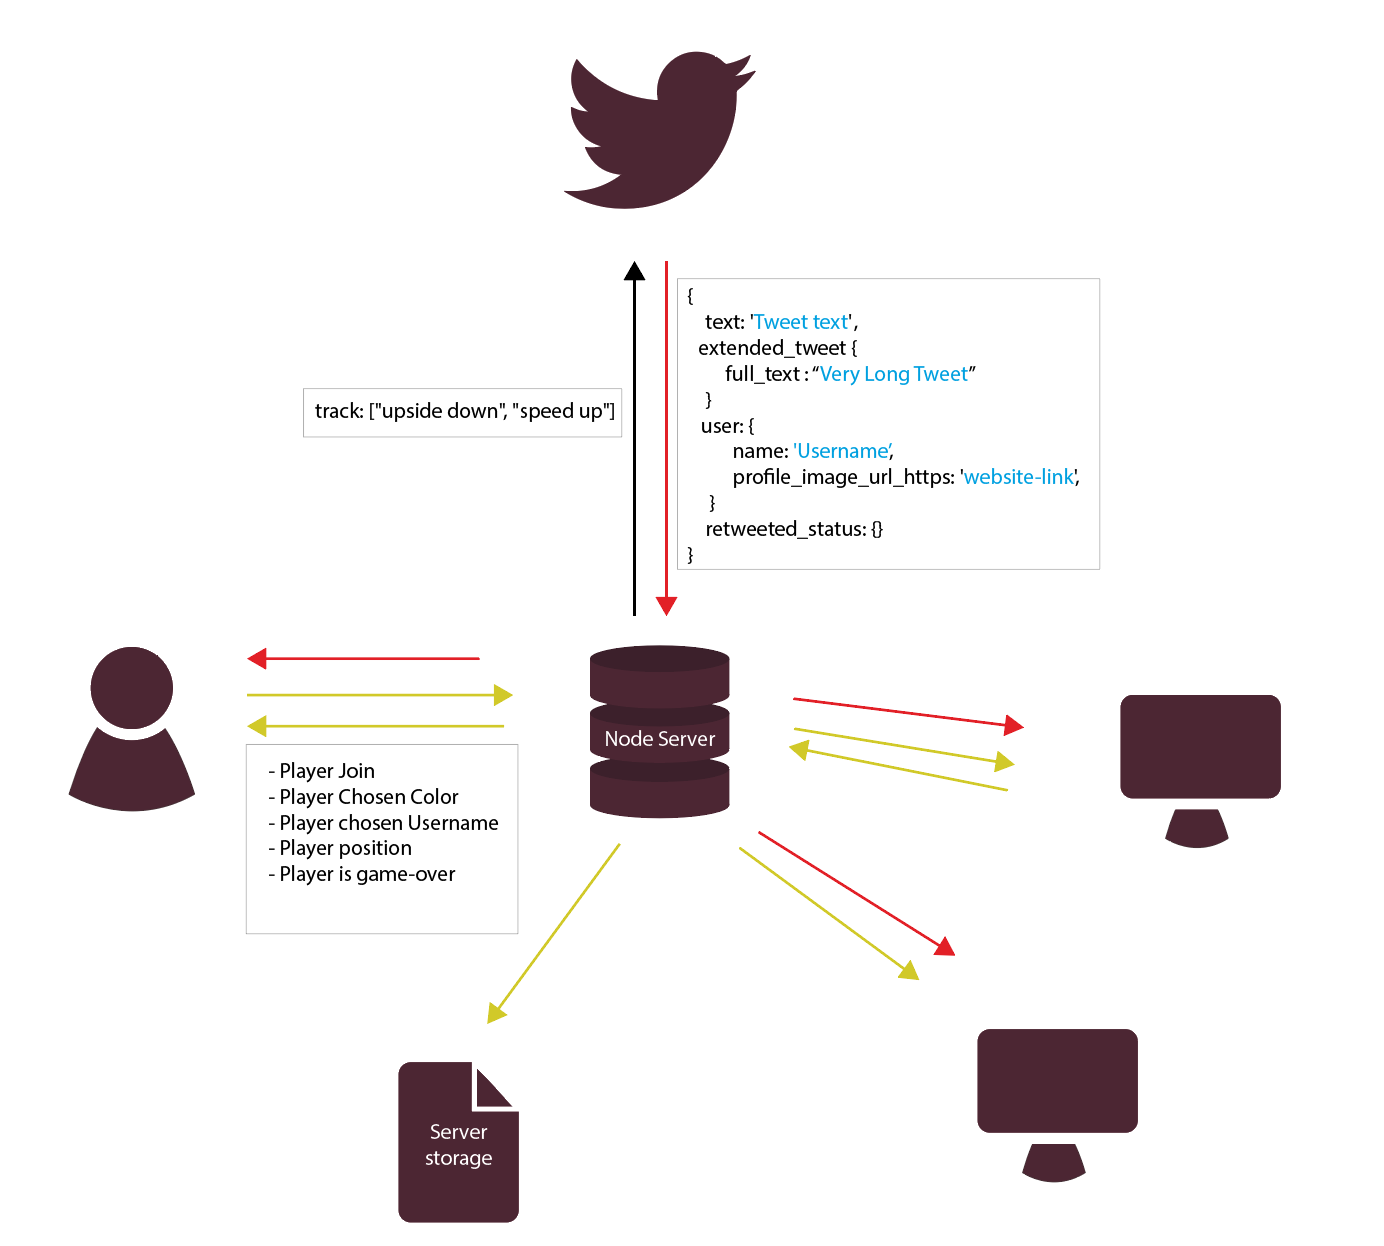 {
text: 'Tweet text',
extended_tweet {
full_text : “Very Long Tweet”
}
user: {
name: 'Username’,
profile_image_url_https: 'website-link',
}
retweeted_status: {}
}
track: ["upside down", "speed up"]
Node Server
- Player Join
- Player Chosen Color
- Player chosen Username
- Player position
- Player is game-over
Server
storage